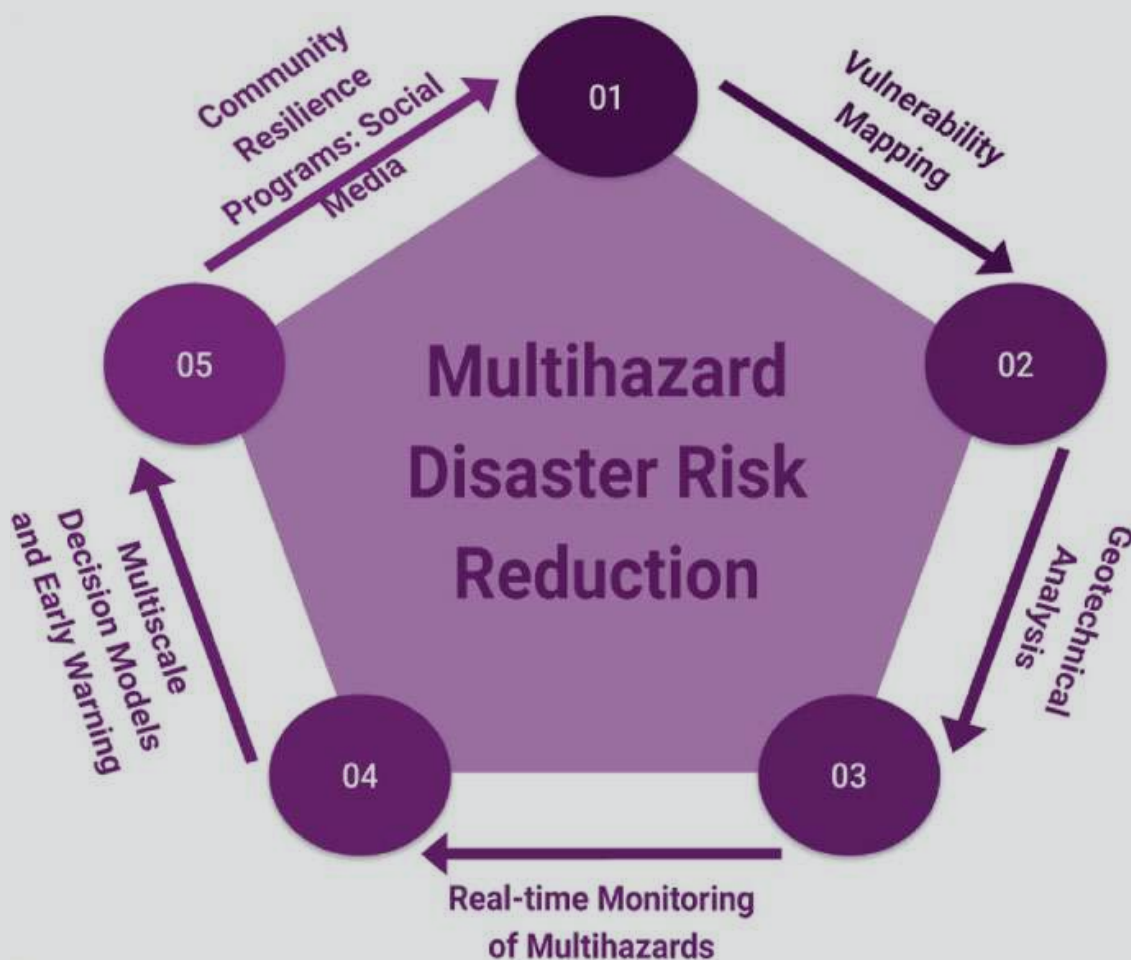 01
Vulnerability
Mapping
02
Geotechnical
Analysis
03
Real-time Monitoring
of Multihazards
04
Multiscale
Decision Models
and Early Warning
05
Community
Resilience
Programs: Social
Media
Multihazard
Disaster Risk
Reduction